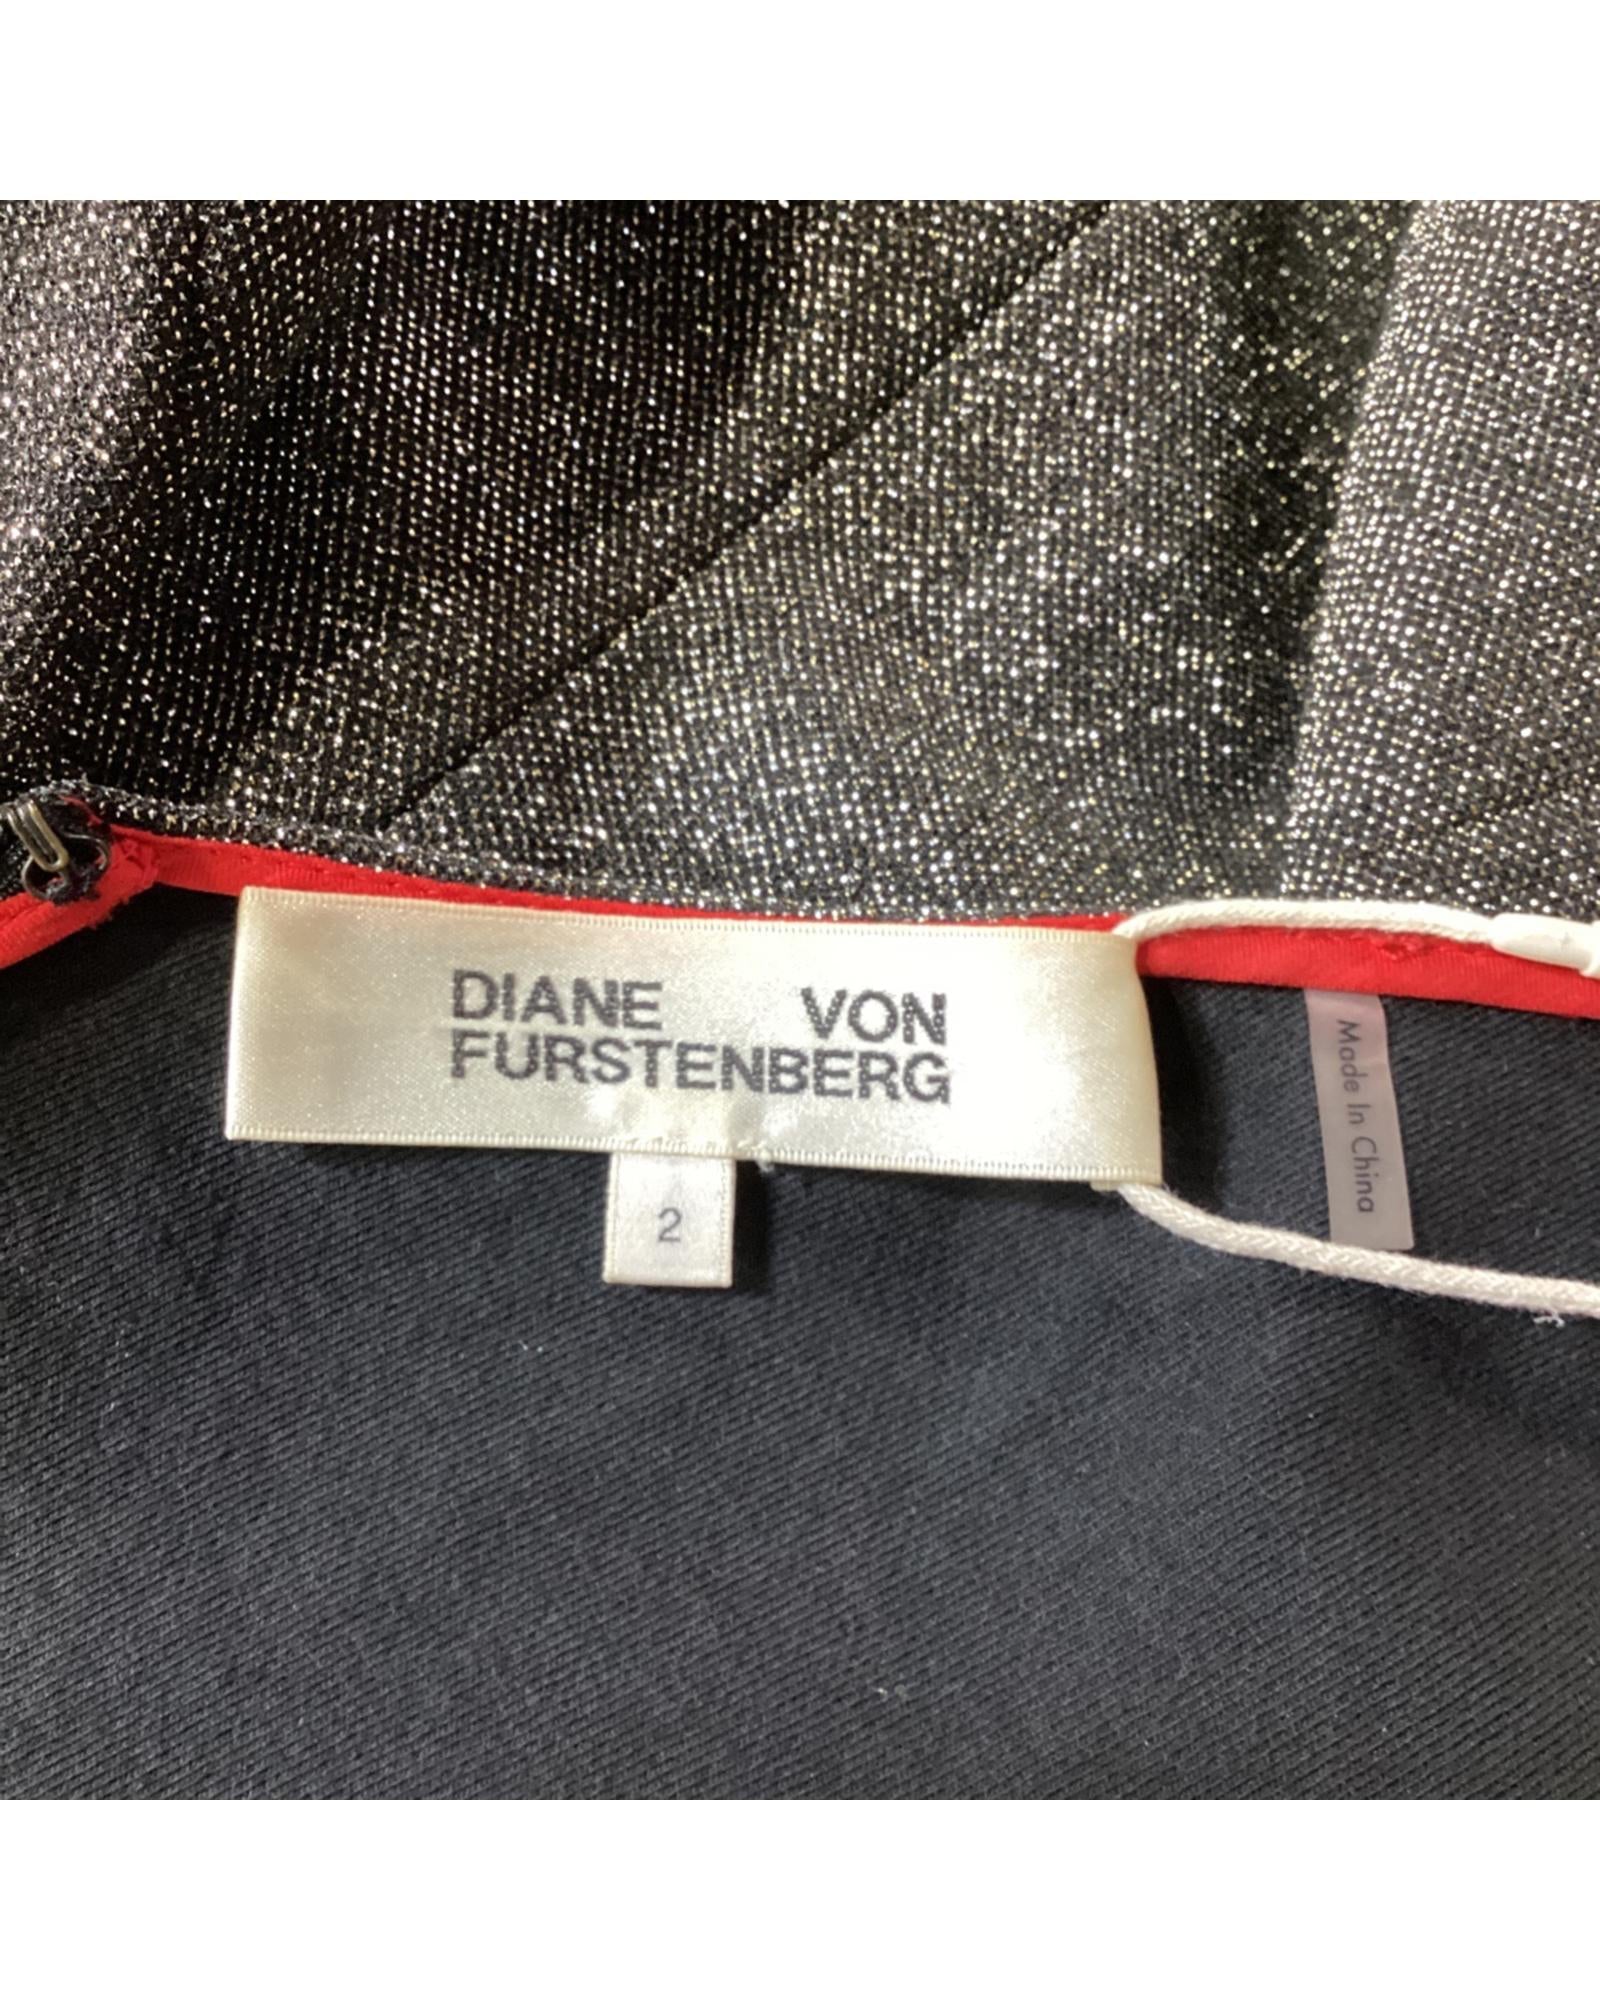 DIANE VON
FURSTENBERG
2
Made In China